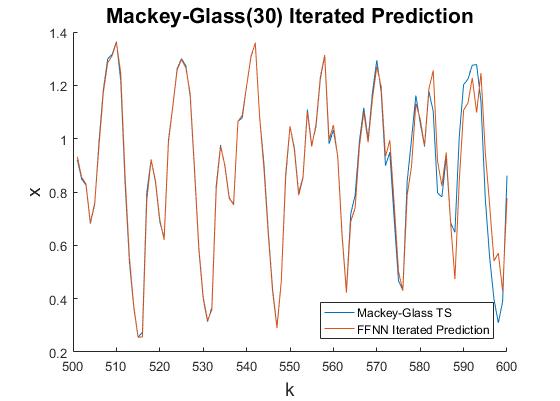 Mackey-Glass(30) Iterated Prediction
1.4
1.2
1
0.8
0.6
0.4
0.2
x
Mackey-Glass TS
FFNN Iterated Prediction
500 510 520 530 540 550 560 570 580 590 600
k